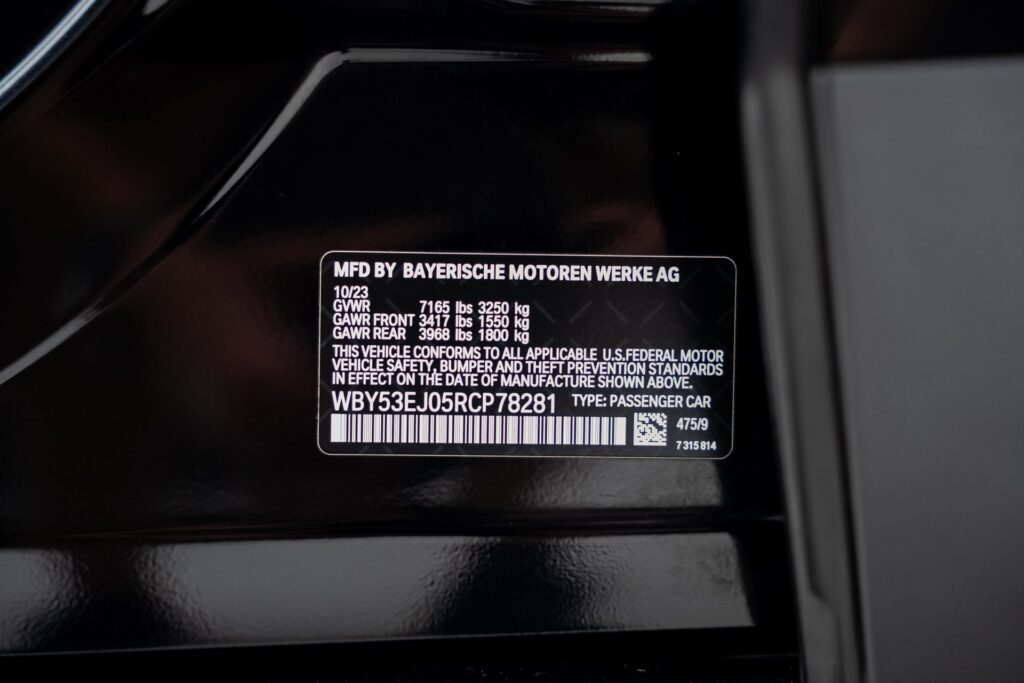 MFD BY BAYERISCHE MOTOREN WERKE AG
10/23
GVWR 7165 lbs 3250 kg
GAWR FRONT 3417 lbs 1550 kg
GAWR REAR 3968 lbs 1800 kg
THIS VEHICLE CONFORMS TO ALL APPLICABLE U.S.FEDERAL MOTOR
VEHICLE SAFETY, BUMPER AND THEFT PREVENTION STANDARDS
IN EFFECT ON THE DATE OF MANUFACTURE SHOWN ABOVE.
WBY53EJ05RCP78281 TYPE: PASSENGER CAR
475/9
7 315 814